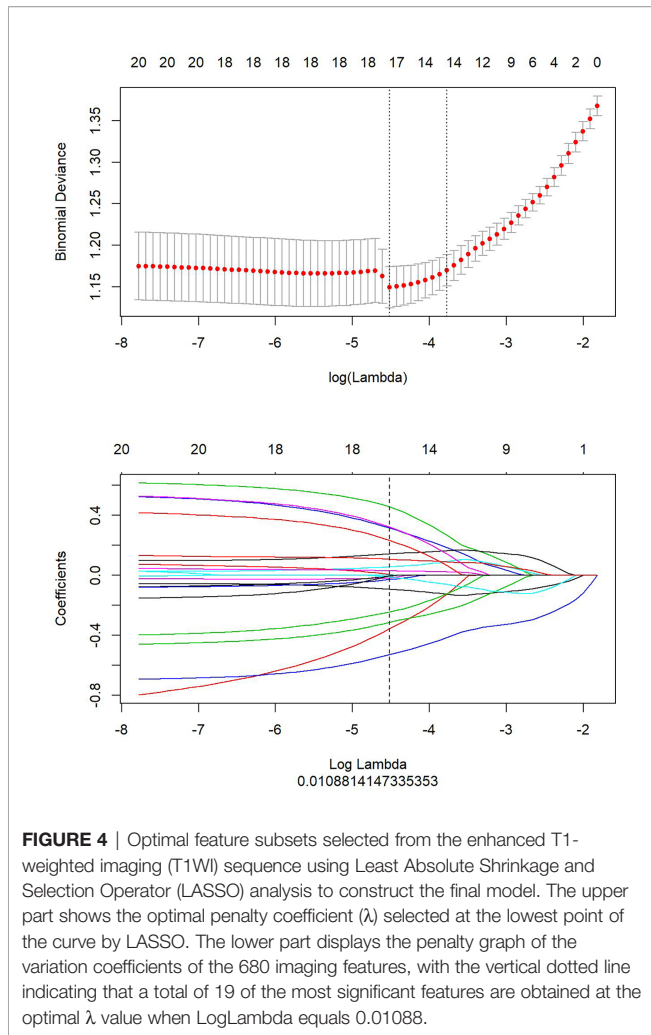 20 20 20 18 18 18 18 18 18 17 14 14 12 9 6 4 2 0
Binomial Deviance
1.35
1.30
1.20
1.15
-8 -7 -6 -5 -4 -3 -2
log(Lambda)
20 20 18 18 14 9 1
Coefficients
0.4
0.0
-0.4
-0.8
-8 -7 -6 -5 -4 -3 -2
Log Lambda
0.0108814147335353
FIGURE 4 | Optimal feature subsets selected from the enhanced T1-
weighted imaging (T1WI) sequence using Least Absolute Shrinkage and
Selection Operator (LASSO) analysis to construct the final model. The upper
part shows the optimal penalty coefficient (λ) selected at the lowest point of
the curve by LASSO. The lower part displays the penalty graph of the
variation coefficients of the 680 imaging features, with the vertical dotted line
indicating that a total of 19 of the most significant features are obtained at the
optimal λ value when LogLambda equals 0.01088.